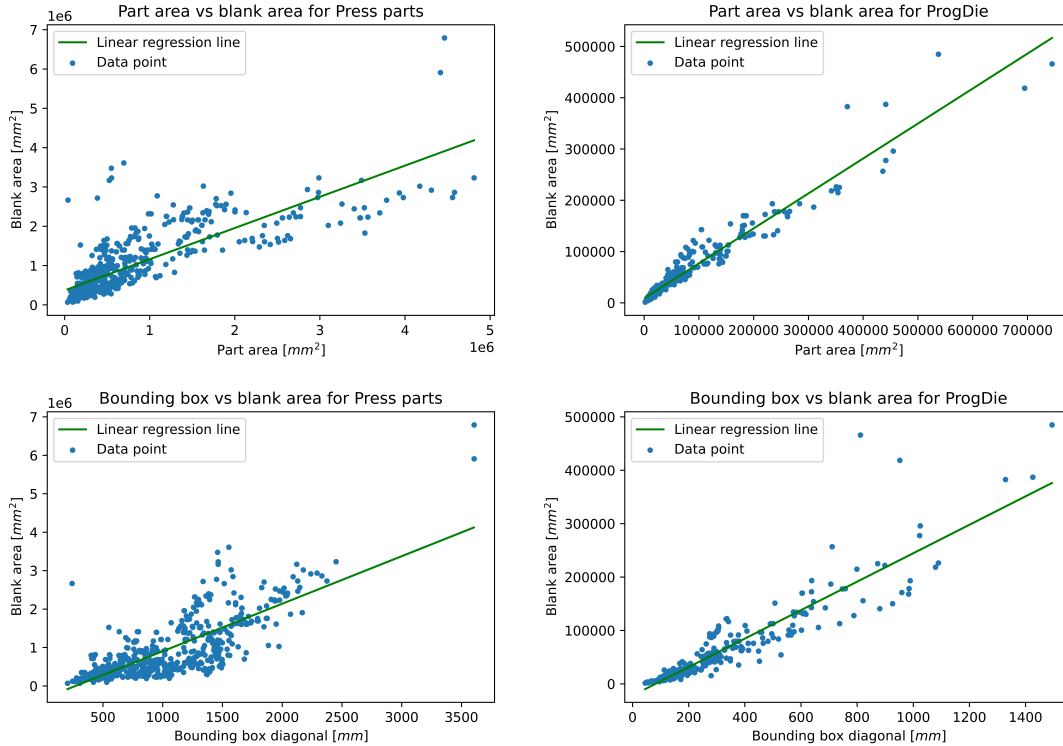 Part area vs blank area for Press parts
1e6
Linear regression line
Data point
7
6
5
4
3
2
1
0
Blank area [mm²]
0 1 2 3 4 5
1e6
Part area [mm²]
Part area vs blank area for ProgDie
Linear regression line
Data point
500000
400000
300000
200000
100000
0
Blank area [mm²]
0 100000 200000 300000 400000 500000 600000 700000
Part area [mm²]
Bounding box vs blank area for Press parts
1e6
Linear regression line
Data point
7
6
5
4
3
2
1
0
Blank area [mm²]
500 1000 1500 2000 2500 3000 3500
Bounding box diagonal [mm]
Bounding box vs blank area for ProgDie
Linear regression line
Data point
500000
400000
300000
200000
100000
0
Blank area [mm²]
0 200 400 600 800 1000 1200 1400
Bounding box diagonal [mm]